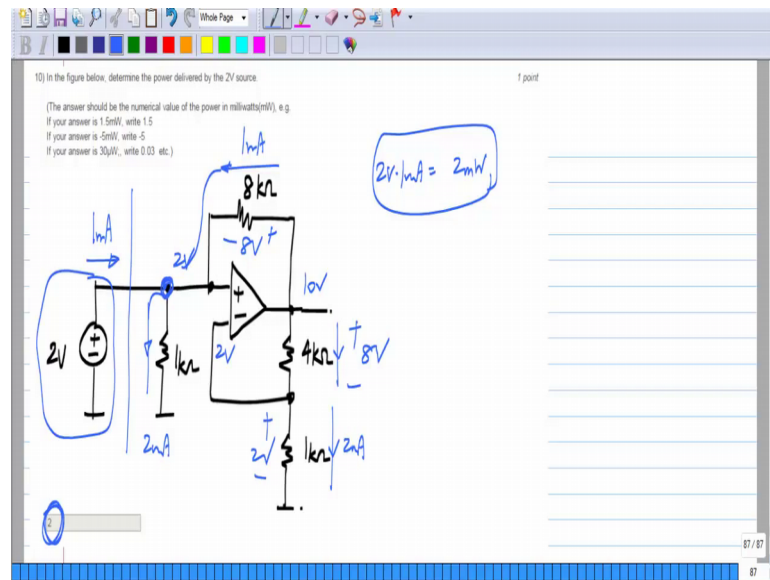 Whole Page
B I
10) In the figure below, determine the power delivered by the 2V source.
1 point
(The answer should be the numerical value of the power in milliwatts(mW), e.g.
If your answer is 1.5mW, write 1.5
If your answer is -5mW, write -5
If your answer is 30µW,, write 0.03 etc.)
1mA
2V·1mA = 2mW
8kΩ
- 8V +
1mA
2V
10V
+
-
2V
+
-
1kΩ
2V
4kΩ
+
8V
-
2mA
+
2V
-
1kΩ
2mA
2
87 / 87
87